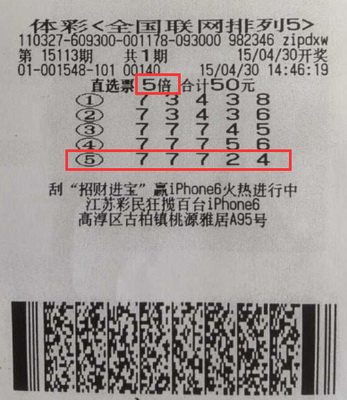 体彩<全国联网排列5>
110327-609300-001178-093000 982346 zipdxw
第 15113期 共1期 15/04/30开奖
01-001548-101 00140 15/04/30 14:46:19
直选票 5倍 合计50元
① 7 3 4 3 8
② 7 3 4 3 6
③ 7 7 7 4 5
④ 7 7 7 5 6
⑤ 7 7 7 2 4
刮“招财进宝”赢iPhone6火热进行中
江苏彩民狂揽百台iPhone6
高淳区古柏镇桃源雅居A95号